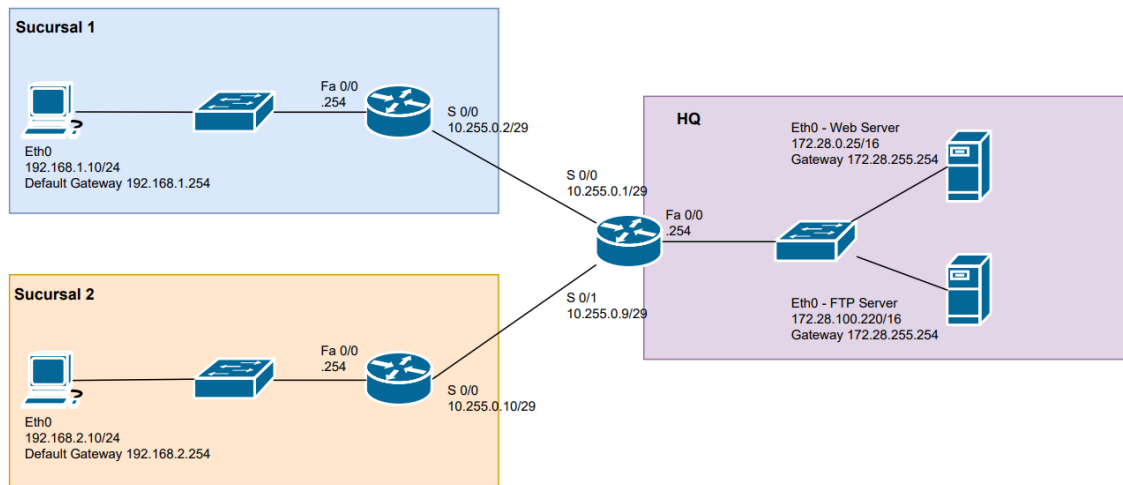 Sucursal 1
Fa 0/0
.254
S 0/0
10.255.0.2/29
Eth0
192.168.1.10/24
Default Gateway 192.168.1.254
HQ
Eth0 - Web Server
172.28.0.25/16
Gateway 172.28.255.254
S 0/0
10.255.0.1/29
Fa 0/0
.254
Sucursal 2
S 0/1
10.255.0.9/29
Eth0 - FTP Server
172.28.100.220/16
Gateway 172.28.255.254
Fa 0/0
.254
S 0/0
10.255.0.10/29
Eth0
192.168.2.10/24
Default Gateway 192.168.2.254